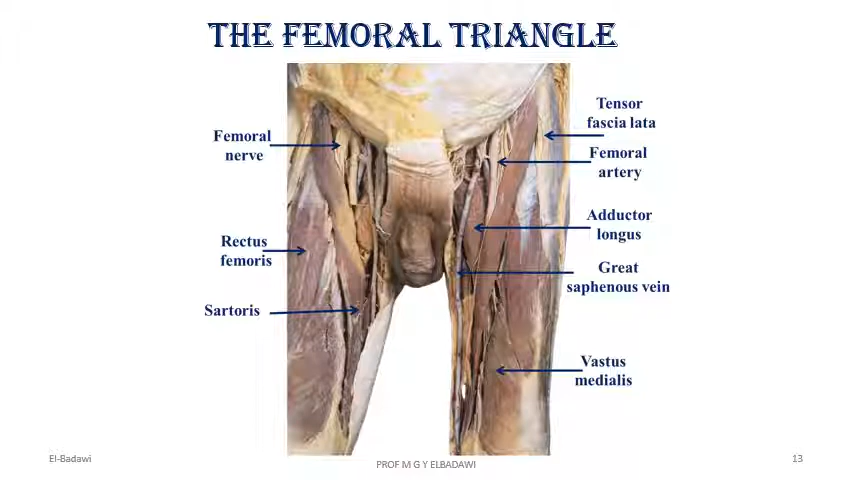 THE FEMORAL TRIANGLE
Tensor
fascia lata
Femoral
nerve
Femoral
artery
Adductor
longus
Rectus
femoris
Great
saphenous vein
Sartoris
Vastus
medialis
El-Badawi
PROF M G Y ELBADAWI
13